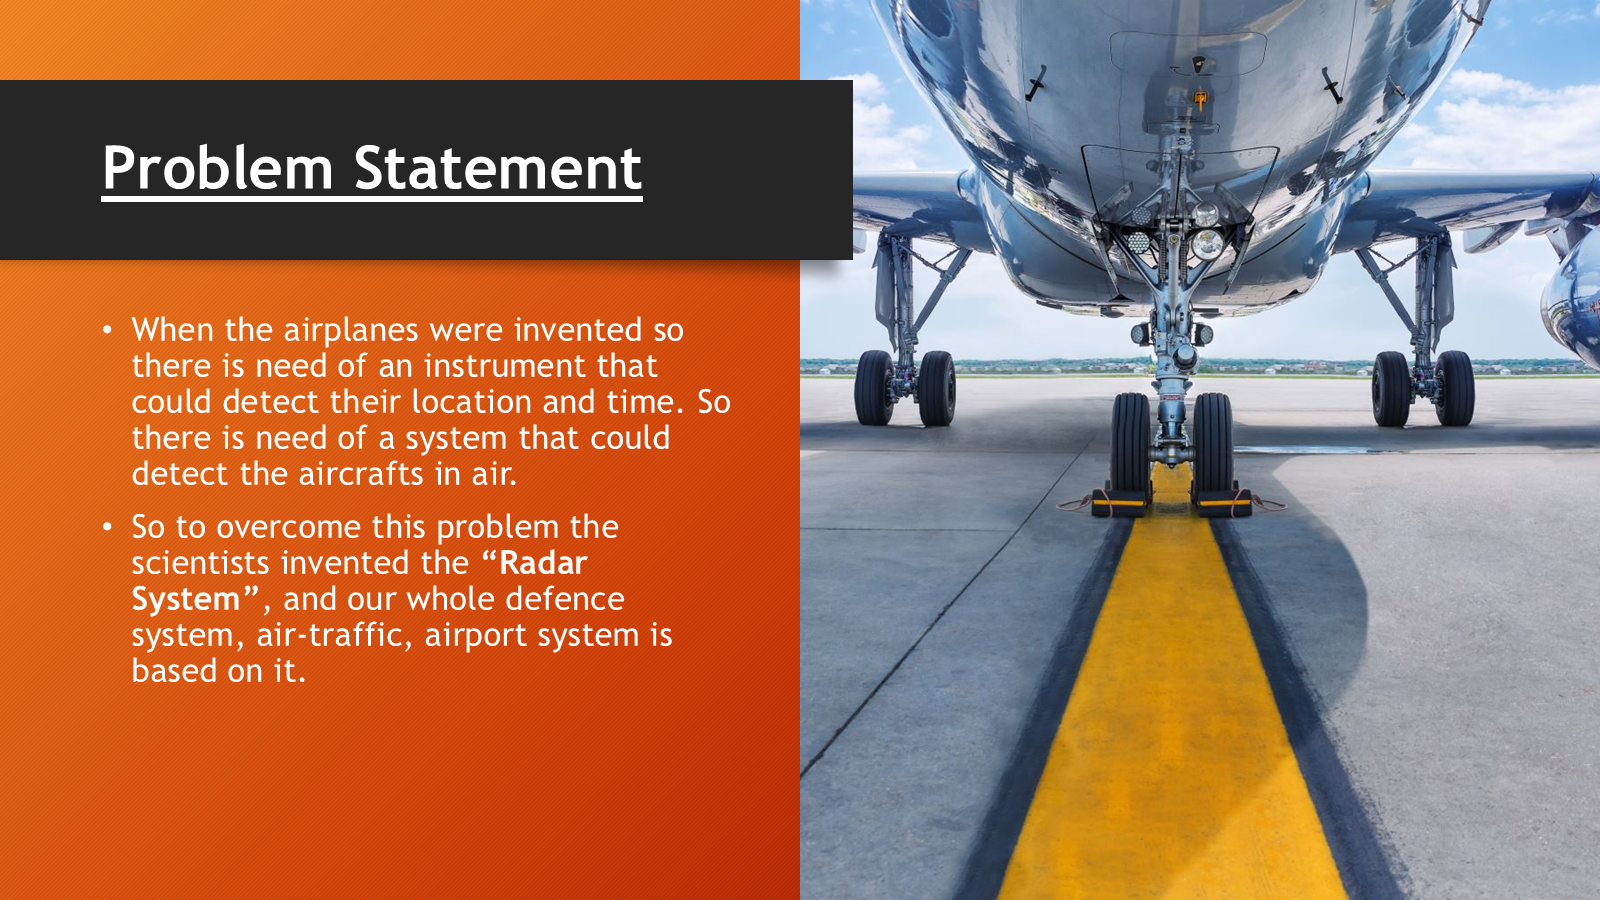 Problem Statement
• When the airplanes were invented so
there is need of an instrument that
could detect their location and time. So
there is need of a system that could
detect the aircrafts in air.
• So to overcome this problem the
scientists invented the “Radar
System”, and our whole defence
system, air-traffic, airport system is
based on it.